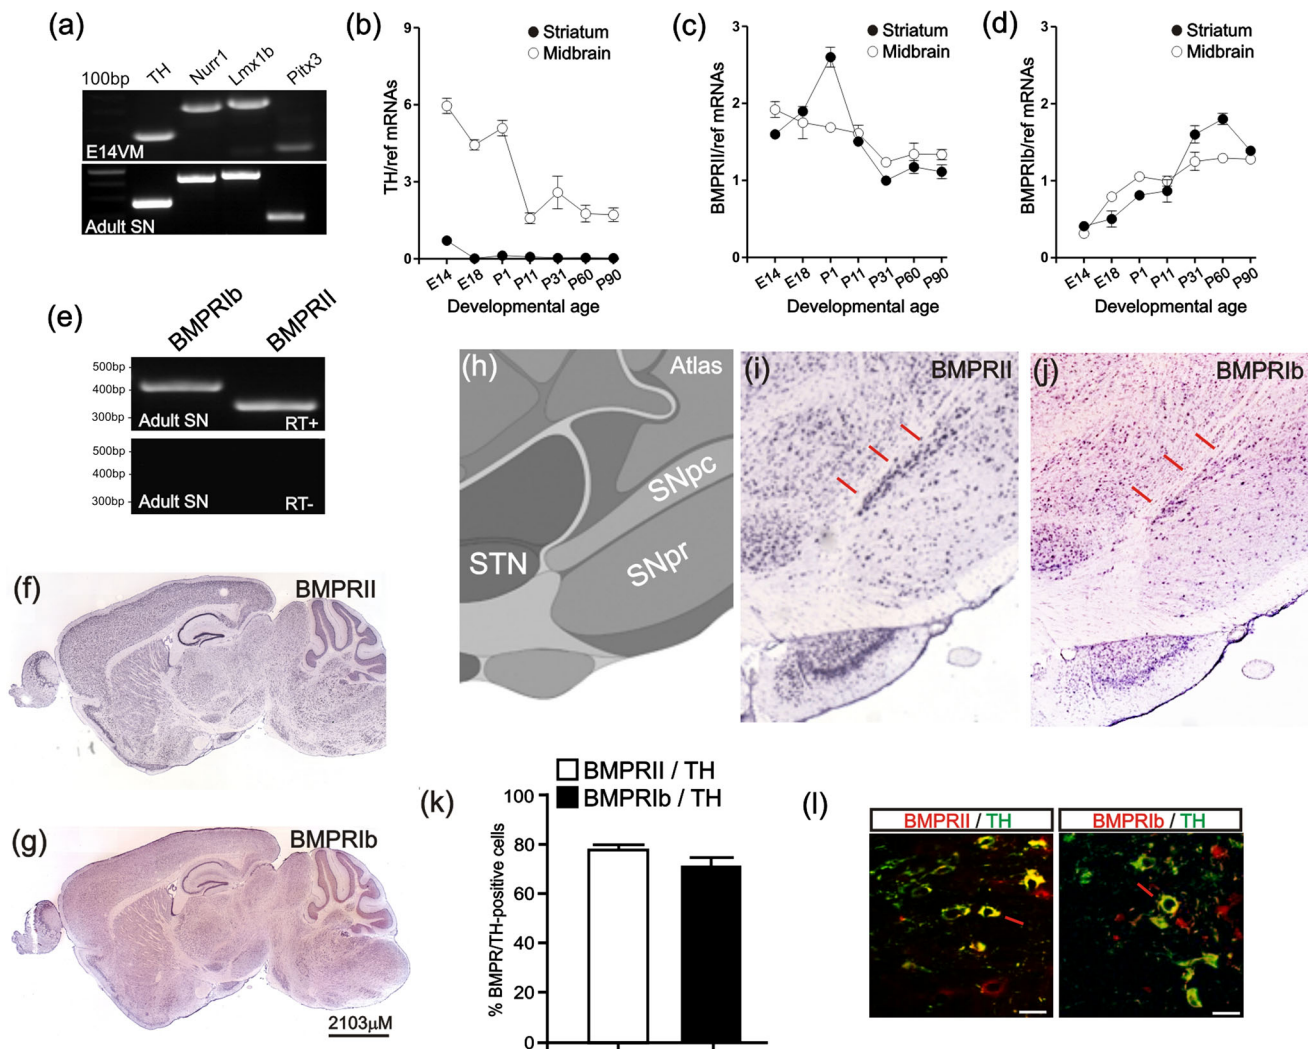 (a)
100bp TH Nurr1 Lmx1b Pitx3
E14VM
Adult SN
(b)
Striatum
Midbrain
TH/ref mRNAs
9
6
3
0
E14 E18 P1 P11 P31 P60 P90
Developmental age
(c)
Striatum
Midbrain
BMPRII/ref mRNAs
3
2
1
0
E14 E18 P1 P11 P31 P60 P90
Developmental age
(d)
Striatum
Midbrain
BMPRIb/ref mRNAs
3
2
1
0
E14 E18 P1 P11 P31 P60 P90
Developmental age
(e)
BMPRIb BMPRII
500bp
400bp
300bp
Adult SN RT+
500bp
400bp
300bp
Adult SN RT-
(f)
BMPRII
(g)
BMPRIb
2103µM
(h)
Atlas
SNpc
STN
SNpr
(i)
BMPRII
(j)
BMPRIb
(k)
BMPRII / TH
BMPRIb / TH
% BMPR/TH-positive cells
100
80
60
40
20
0
(l)
BMPRII / TH
BMPRIb / TH